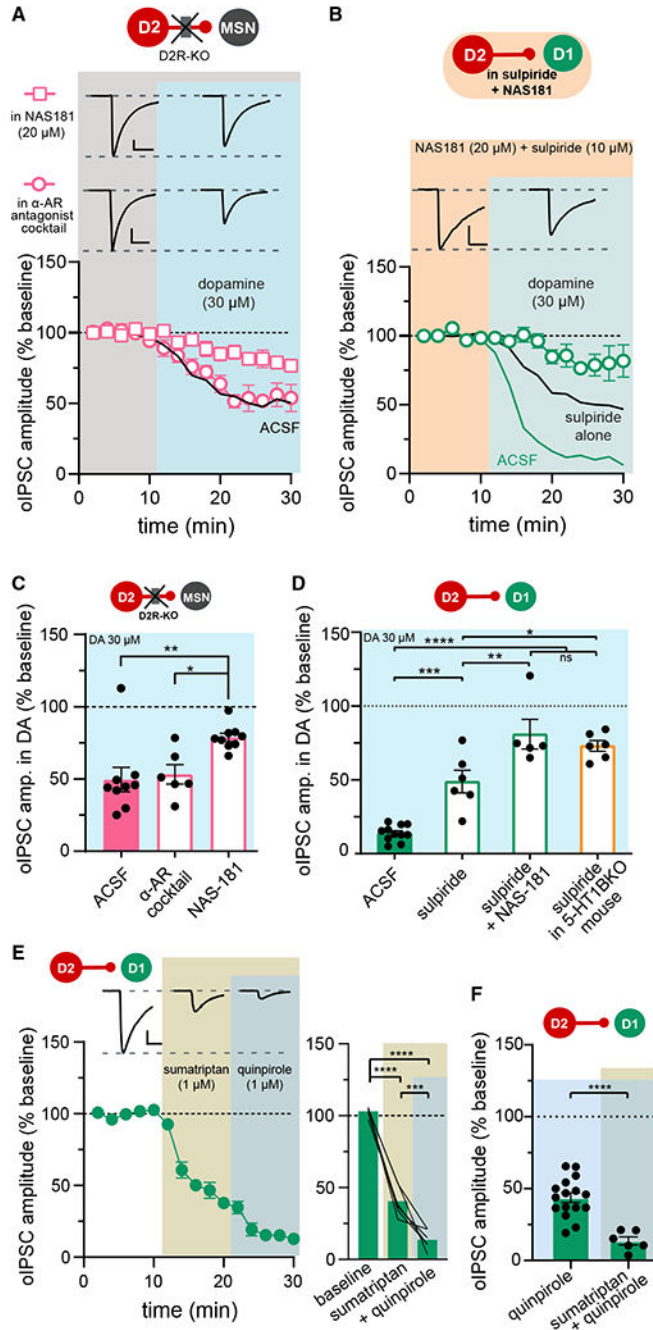 A
D2
MSN
D2R-KO
in NAS181
(20 µM)
in α-AR
antagonist
cocktail
dopamine
(30 µM)
ACSF
150
100
50
0
oIPSC amplitude (% baseline)
0 10 20 30
time (min)
B
D2
D1
in sulpiride
+ NAS181
NAS181 (20 µM) + sulpiride (10 µM)
dopamine
(30 µM)
sulpiride
alone
ACSF
150
100
50
0
oIPSC amplitude (% baseline)
0 10 20 30
time (min)
C
D2
MSN
D2R-KO
DA 30 µM
**
*
150
100
50
0
oIPSC amp. in DA (% baseline)
ACSF
α-AR
cocktail
NAS-181
D
D2
D1
DA 30 µM
*
****
ns
**
***
150
100
50
0
oIPSC amp. in DA (% baseline)
ACSF
sulpiride
sulpiride
+ NAS-181
sulpiride
in 5-HT1BKO
mouse
E
D2
D1
sumatriptan
(1 µM)
quinpirole
(1 µM)
150
100
50
0
oIPSC amplitude (% baseline)
0 10 20 30
time (min)
150
100
50
0
****
****
***
baseline
sumatriptan
+ quinpirole
F
D2
D1
****
150
100
50
0
oIPSC amplitude (% baseline)
quinpirole
sumatriptan
+ quinpirole